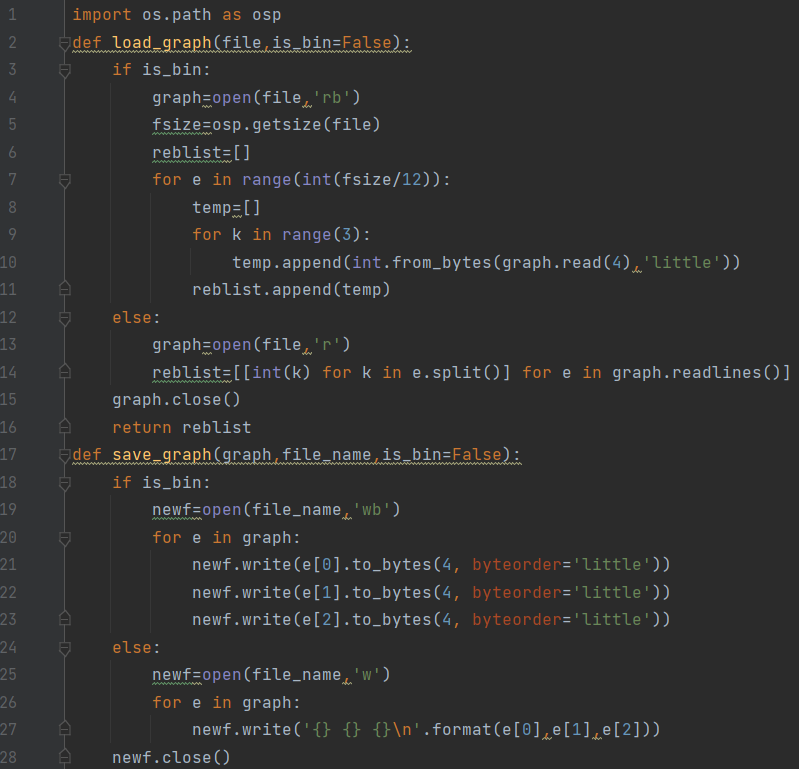 1 import os.path as osp
2 def load_graph(file,is_bin=False):
3     if is_bin:
4         graph=open(file,'rb')
5         fsize=osp.getsize(file)
6         reblist=[]
7         for e in range(int(fsize/12)):
8             temp=[]
9             for k in range(3):
10                 temp.append(int.from_bytes(graph.read(4),'little'))
11             reblist.append(temp)
12     else:
13         graph=open(file,'r')
14         reblist=[[int(k) for k in e.split()] for e in graph.readlines()]
15     graph.close()
16     return reblist
17 def save_graph(graph,file_name,is_bin=False):
18     if is_bin:
19         newf=open(file_name,'wb')
20         for e in graph:
21             newf.write(e[0].to_bytes(4, byteorder='little'))
22             newf.write(e[1].to_bytes(4, byteorder='little'))
23             newf.write(e[2].to_bytes(4, byteorder='little'))
24     else:
25         newf=open(file_name,'w')
26         for e in graph:
27             newf.write('{} {} {}\n'.format(e[0],e[1],e[2]))
28     newf.close()